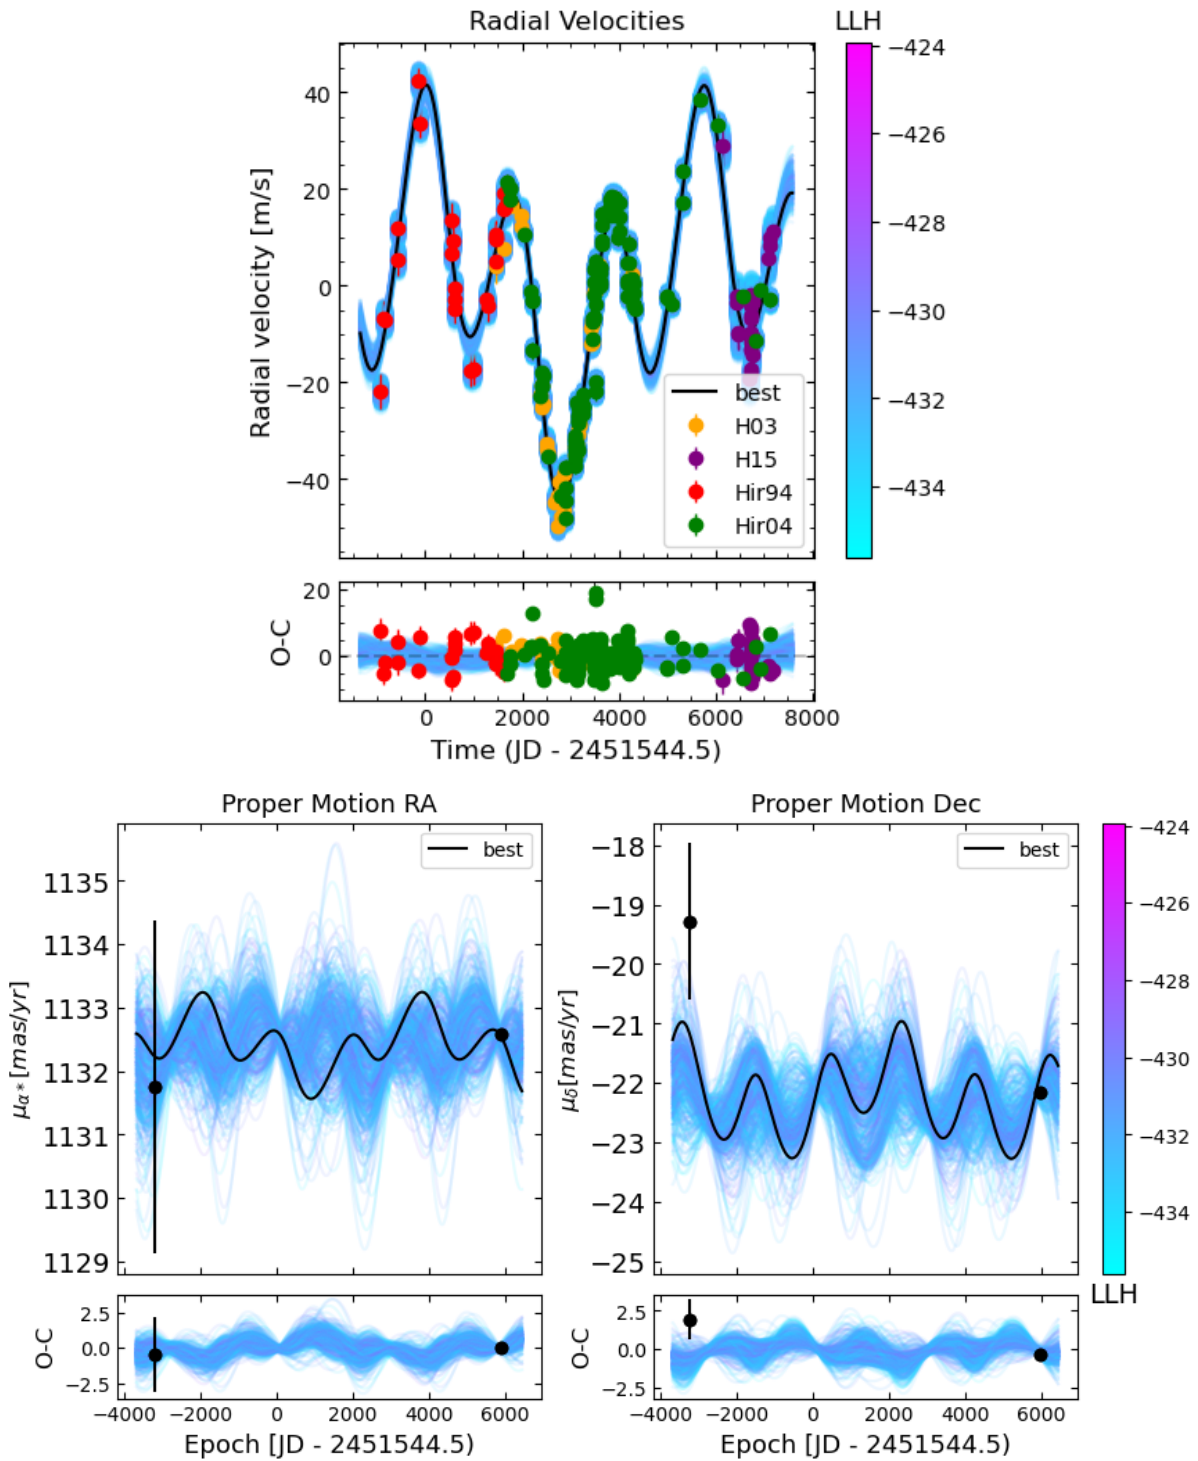 Radial Velocities
LLH
40
20
0
−20
−40
Radial velocity [m/s]
best
H03
H15
Hir94
Hir04
−424
−426
−428
−430
−432
−434
20
0
O-C
0
2000
4000
6000
8000
Time (JD - 2451544.5)
Proper Motion RA
best
1135
1134
1133
1132
1131
1130
1129
μα* [mas/yr]
2.5
0.0
−2.5
O-C
−4000
−2000
0
2000
4000
6000
Epoch [JD - 2451544.5)
Proper Motion Dec
best
−18
−19
−20
−21
−22
−23
−24
−25
μδ[mas/yr]
−424
−426
−428
−430
−432
−434
LLH
2.5
0.0
−2.5
O-C
−4000
−2000
0
2000
4000
6000
Epoch [JD - 2451544.5)